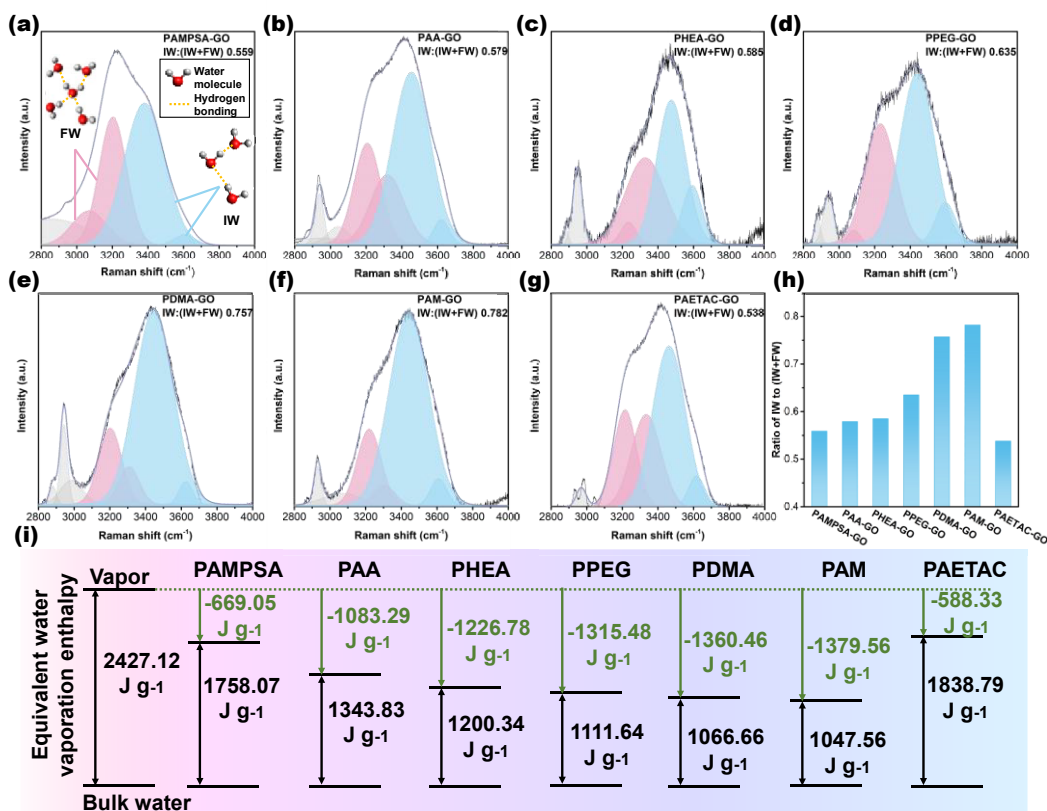 (a)
PAMPSA-GO
IW:(IW+FW) 0.559
Water
molecule
Hydrogen
bonding
FW
IW
Intensity (a.u.)
2800 3000 3200 3400 3600 3800 4000
Raman shift (cm-1)
(b)
PAA-GO
IW:(IW+FW) 0.579
Intensity (a.u.)
2800 3000 3200 3400 3600 3800 4000
Raman shift (cm-1)
(c)
PHEA-GO
IW:(IW+FW) 0.585
Intensity (a.u.)
2800 3000 3200 3400 3600 3800 4000
Raman shift (cm-1)
(d)
PPEG-GO
IW:(IW+FW) 0.635
Intensity (a.u.)
2800 3000 3200 3400 3600 3800 4000
Raman shift (cm-1)
(e)
PDMA-GO
IW:(IW+FW) 0.757
Intensity (a.u.)
2800 3000 3200 3400 3600 3800 4000
Raman shift (cm-1)
(f)
PAM-GO
IW:(IW+FW) 0.782
Intensity (a.u.)
2800 3000 3200 3400 3600 3800 4000
Raman shift (cm-1)
(g)
PAETAC-GO
IW:(IW+FW) 0.538
Intensity (a.u.)
2800 3000 3200 3400 3600 3800 4000
Raman shift (cm-1)
(h)
Ratio of IW to (IW+FW)
0.8
0.7
0.6
0.5
0.4
PAMPSA-GO
PAA-GO
PHEA-GO
PPEG-GO
PDMA-GO
PAM-GO
PAETAC-GO
(i)
Equivalent water
vaporation enthalpy
Vapor
2427.12
J g-1
Bulk water
PAMPSA
-669.05
J g-1
1758.07
J g-1
PAA
-1083.29
J g-1
1343.83
J g-1
PHEA
-1226.78
J g-1
1200.34
J g-1
PPEG
-1315.48
J g-1
1111.64
J g-1
PDMA
-1360.46
J g-1
1066.66
J g-1
PAM
-1379.56
J g-1
1047.56
J g-1
PAETAC
-588.33
J g-1
1838.79
J g-1